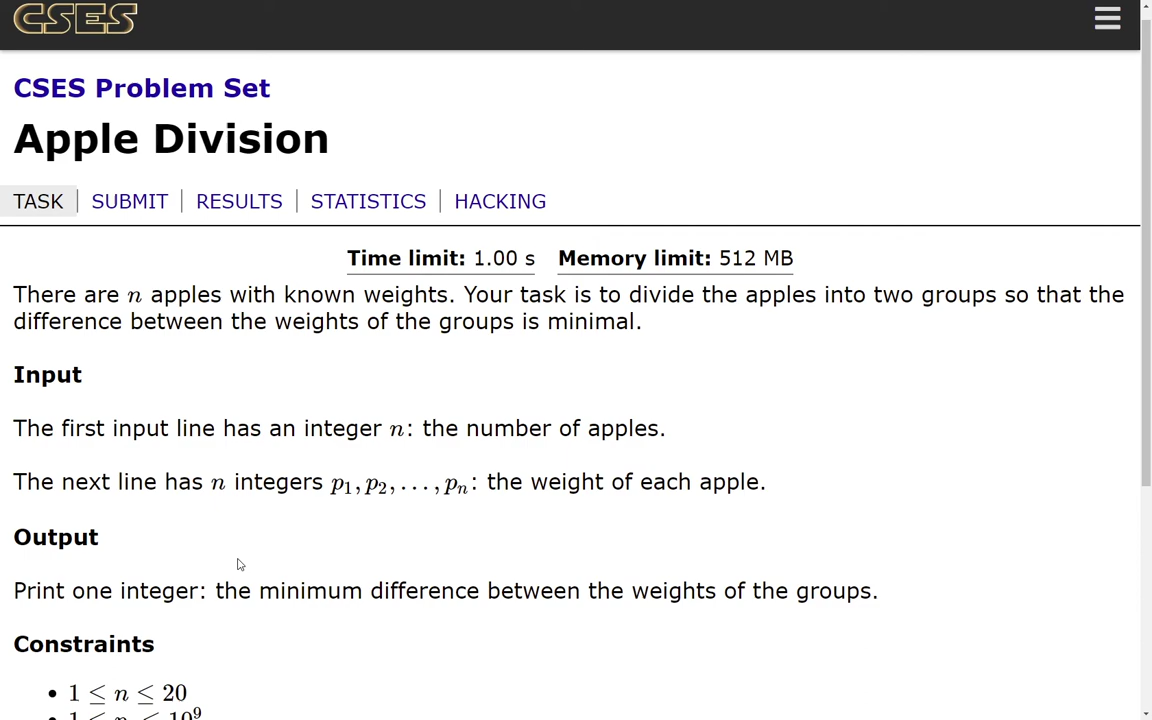 CSES
CSES Problem Set
Apple Division
TASK | SUBMIT | RESULTS | STATISTICS | HACKING
Time limit: 1.00 s Memory limit: 512 MB
There are n apples with known weights. Your task is to divide the apples into two groups so that the
difference between the weights of the groups is minimal.
Input
The first input line has an integer n: the number of apples.
The next line has n integers p₁, p₂, . . . , pₙ: the weight of each apple.
Output
Print one integer: the minimum difference between the weights of the groups.
Constraints
• 1 ≤ n ≤ 20